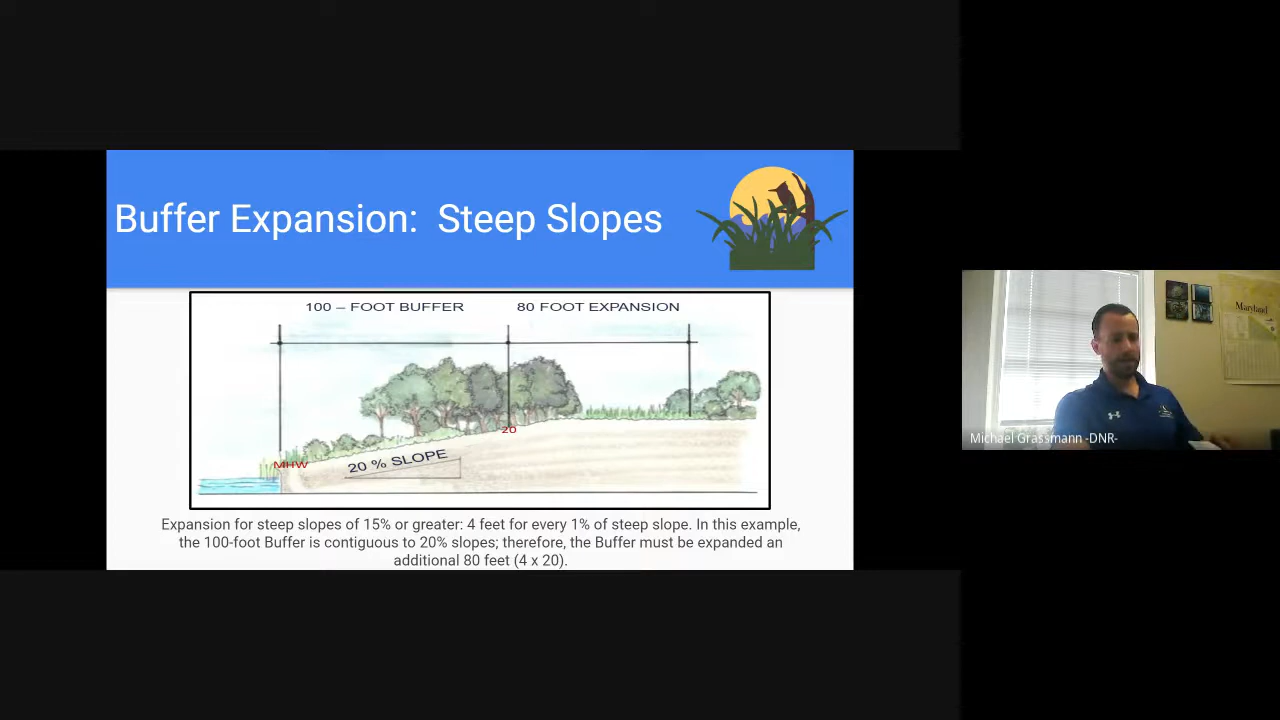 Buffer Expansion: Steep Slopes
100 – FOOT BUFFER 80 FOOT EXPANSION
20
MHW
20 % SLOPE
Expansion for steep slopes of 15% or greater: 4 feet for every 1% of steep slope. In this example,
the 100-foot Buffer is contiguous to 20% slopes; therefore, the Buffer must be expanded an
additional 80 feet (4 x 20).
Maryland
Michael Grassmann -DNR-